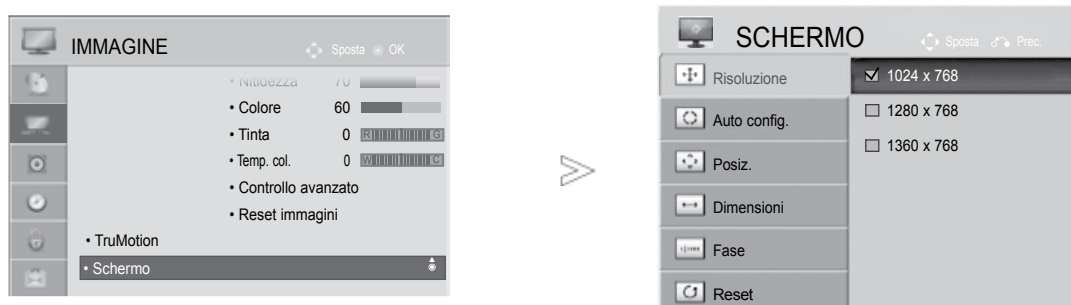 IMMAGINE
Sposta OK
• Nitidezza 70
• Colore 60
• Tinta 0 R G
• Temp. col. 0 W C
• Controllo avanzato
• Reset immagini
• TruMotion
• Schermo
SCHERMO
Sposta Prec.
Risoluzione
Auto config.
Posiz.
Dimensioni
Fase
Reset
1024 x 768
1280 x 768
1360 x 768